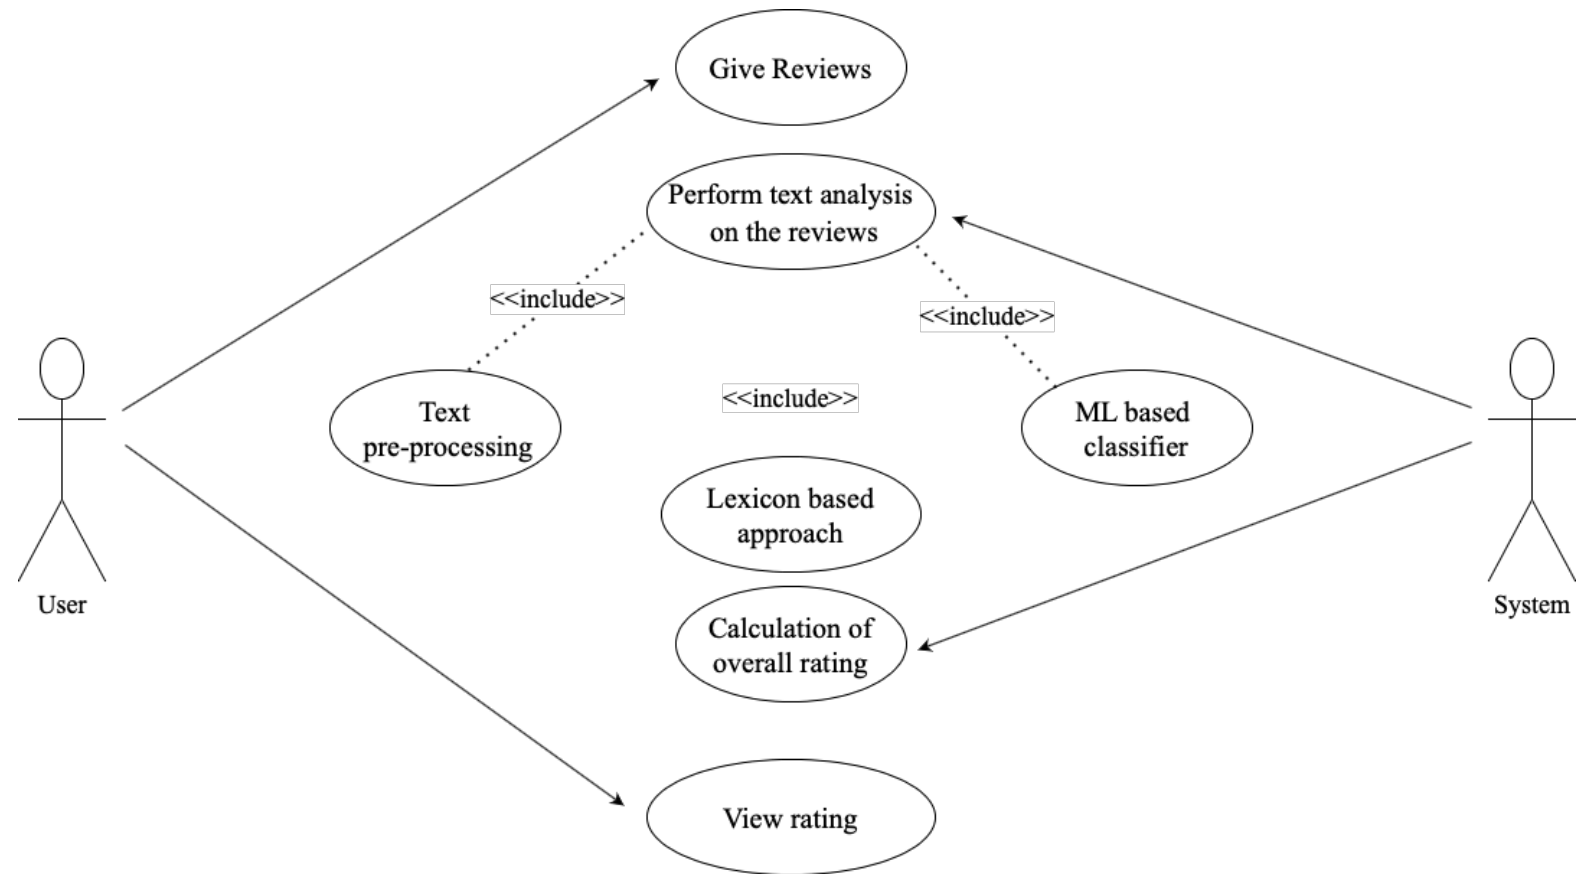 Give Reviews
Perform text analysis
on the reviews
<<include>>
<<include>>
Text
pre-processing
<<include>>
ML based
classifier
Lexicon based
approach
User
System
Calculation of
overall rating
View rating